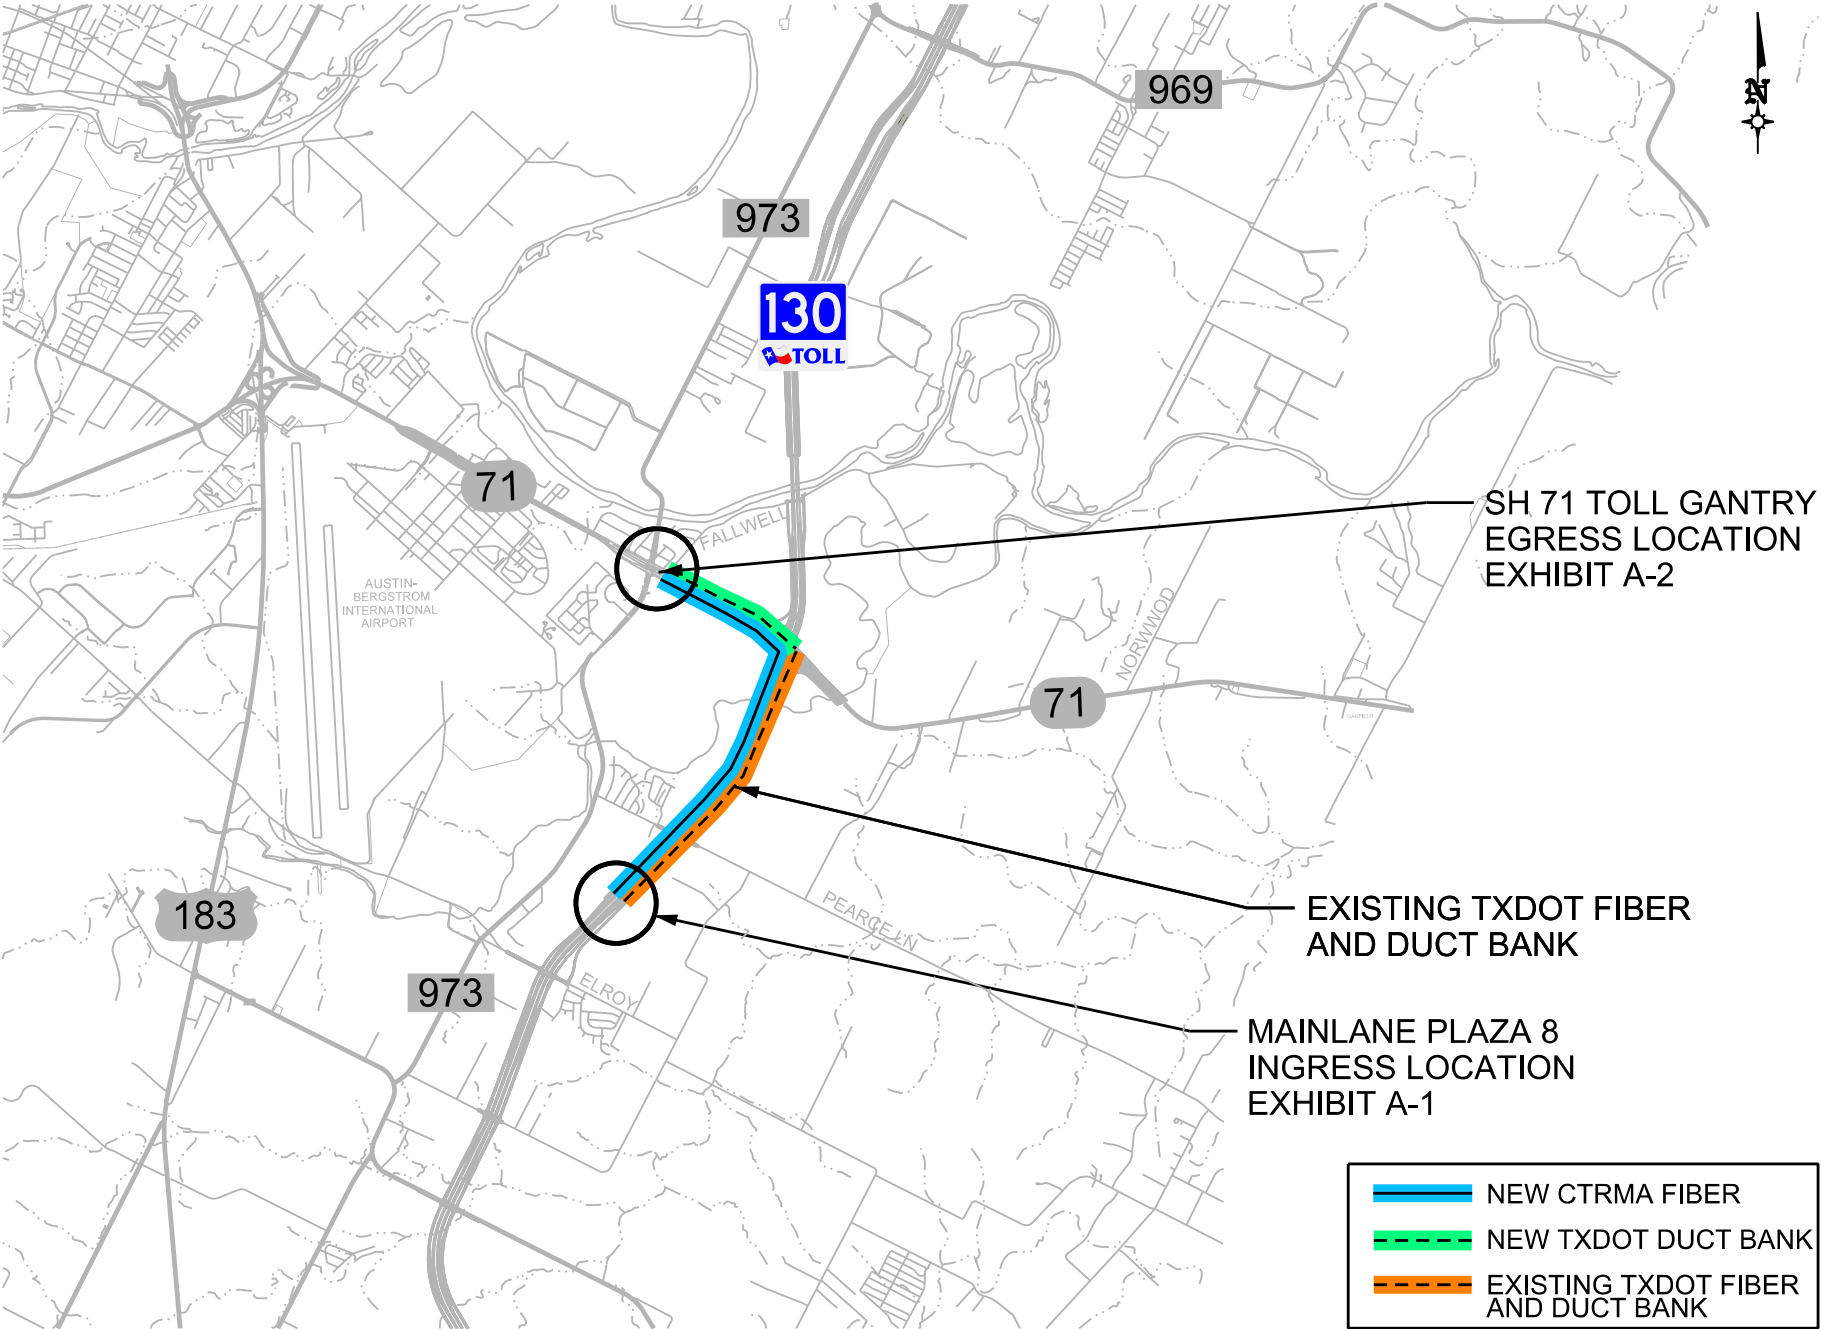 969
N
973
130
TOLL
71
FALLWELL
SH 71 TOLL GANTRY
EGRESS LOCATION
EXHIBIT A-2
AUSTIN-
BERGSTROM
INTERNATIONAL
AIRPORT
NORWWOD
71
GARFIELD
183
PEARCE LN
EXISTING TXDOT FIBER
AND DUCT BANK
973
ELROY
MAINLANE PLAZA 8
INGRESS LOCATION
EXHIBIT A-1
NEW CTRMA FIBER
NEW TXDOT DUCT BANK
EXISTING TXDOT FIBER
AND DUCT BANK